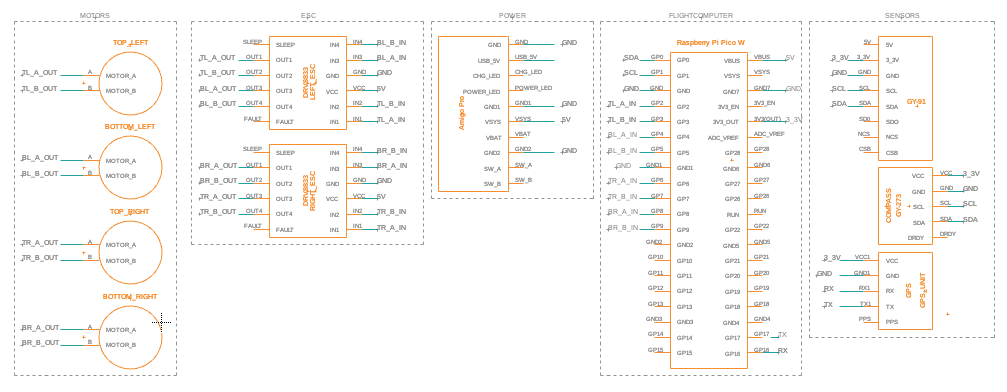 MOTORS
TOP_LEFT
TL_A_OUT A MOTOR_A
TL_B_OUT B MOTOR_B
BOTTOM_LEFT
BL_A_OUT A MOTOR_A
BL_B_OUT B MOTOR_B
TOP_RIGHT
TR_A_OUT A MOTOR_A
TR_B_OUT B MOTOR_B
BOTTOM_RIGHT
BR_A_OUT A MOTOR_A
BR_B_OUT B MOTOR_B
ESC
SLEEP SLEEP IN4 IN4 BL_B_IN
TL_A_OUT OUT1 OUT1 IN3 IN3 BL_A_IN
TL_B_OUT OUT2 OUT2 GND GND GND
BL_A_OUT OUT3 OUT3 VCC VCC 5V
BL_B_OUT OUT4 OUT4 IN2 IN2 TL_B_IN
FAULT FAULT IN1 IN1 TL_A_IN
DRV8833
LEFT_ESC
SLEEP SLEEP IN4 IN4 BR_B_IN
BR_A_OUT OUT1 OUT1 IN3 IN3 BR_A_IN
BR_B_OUT OUT2 OUT2 GND GND GND
TR_A_OUT OUT3 OUT3 VCC VCC 5V
TR_B_OUT OUT4 OUT4 IN2 IN2 TR_B_IN
FAULT FAULT IN1 IN1 TR_A_IN
DRV8833
RIGHT_ESC
POWER
Amigo Pro
GND GND GND
USB_5V USB_5V
CHG_LED CHG_LED
POWER_LED POWER_LED
GND1 GND1 GND
VSYS VSYS 5V
VBAT VBAT
GND2 GND2 GND
SW_A SW_A
SW_B SW_B
FLIGHTCOMPUTER
Raspberry Pi Pico W
SDA GP0 GP0 VBUS VBUS 5V
SCL GP1 GP1 VSYS VSYS
GND GND GND GND7 GND7 GND
TL_A_IN GP2 GP2 3V3_EN 3V3_EN
TL_B_IN GP3 GP3 3V3_OUT 3V3(OUT) 3_3V
BL_A_IN GP4 GP4 ADC_VREF ADC_VREF
BL_B_IN GP5 GP5 GP28 GP28
GND GND1 GND1 GND6 GND6
TR_A_IN GP6 GP6 GP27 GP27
TR_B_IN GP7 GP7 GP26 GP26
BR_A_IN GP8 GP8 RUN RUN
BR_B_IN GP9 GP9 GP22 GP22
GND2 GND2 GND5 GND5
GP10 GP10 GP21 GP21
GP11 GP11 GP20 GP20
GP12 GP12 GP19 GP19
GP13 GP13 GP18 GP18
GND3 GND3 GND4 GND4
GP14 GP14 GP17 GP17 TX
GP15 GP15 GP16 GP16 RX
SENSORS
5V 5V
3_3V 3_3V 3_3V
GND GND GND
SCL SCL SCL
SDA SDA SDA
SD0 SDO
NCS NCS
CSB CSB
GY-91
VCC VCC 3_3V
GND GND GND
SCL SCL SCL
SDA SDA SDA
DRDY DRDY
COMPASS
GY-273
3_3V VCC1 VCC
GND GND1 GND
RX RX1 RX
TX TX1 TX
PPS PPS
GPS
GPS_UNIT